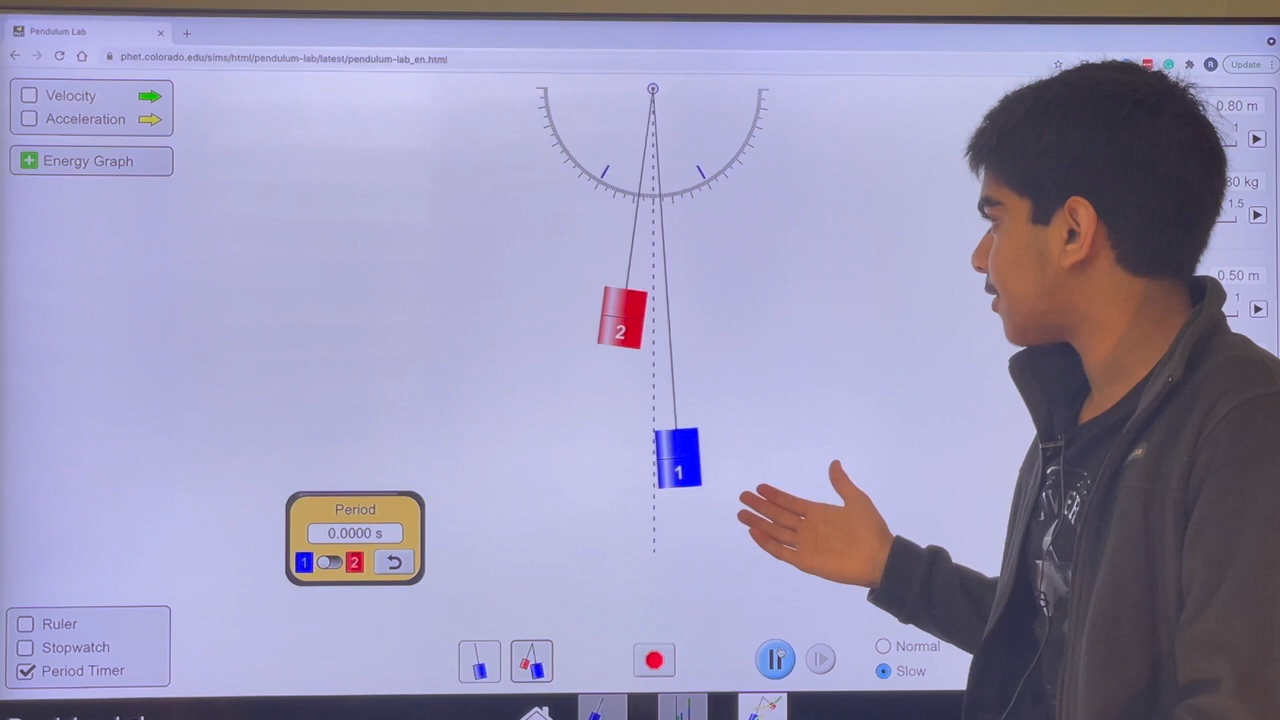 Pendulum Lab
phet.colorado.edu/sims/html/pendulum-lab/latest/pendulum-lab_en.html
R
Update
Velocity
Acceleration
Energy Graph
0.80 m
1
80 kg
1.5
0.50 m
1
2
1
Period
0.0000 s
1
2
Ruler
Stopwatch
Period Timer
Normal
Slow